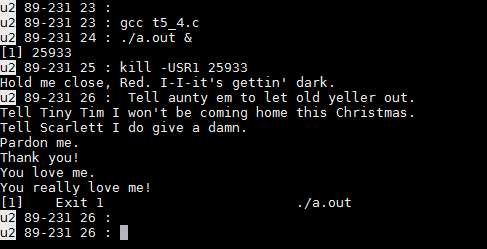 u2 89-231 23 :
u2 89-231 23 : gcc t5_4.c
u2 89-231 24 : ./a.out &
[1] 25933
u2 89-231 25 : kill -USR1 25933
Hold me close, Red. I-I-it's gettin' dark.
u2 89-231 26 :  Tell aunty em to let old yeller out.
Tell Tiny Tim I won't be coming home this Christmas.
Tell Scarlett I do give a damn.
Pardon me.
Thank you!
You love me.
You really love me!
[1]    Exit 1                        ./a.out
u2 89-231 26 :
u2 89-231 26 :